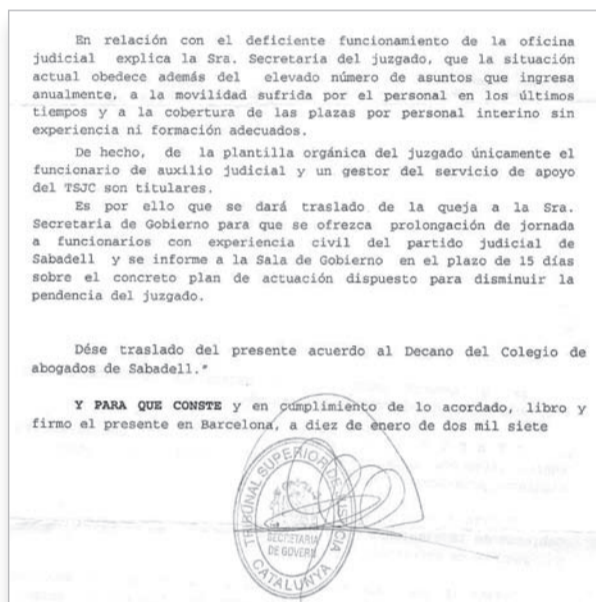 En relación con el deficiente funcionamiento de la oficina
judicial explica la Sra. Secretaria del juzgado, que la situación
actual obedece además del elevado número de asuntos que ingresa
anualmente, a la movilidad sufrida por el personal en los últimos
tiempos y a la cobertura de las plazas por personal interino sin
experiencia ni formación adecuados.
De hecho, de la plantilla orgánica del juzgado únicamente el
funcionario de auxilio judicial y un gestor del servicio de apoyo
del TSJC son titulares.
Es por ello que se dará traslado de la queja a la Sra.
Secretaria de Gobierno para que se ofrezca prolongación de jornada
a funcionarios con experiencia civil del partido judicial de
Sabadell y se informe a la Sala de Gobierno en el plazo de 15 días
sobre el concreto plan de actuación dispuesto para disminuir la
pendencia del juzgado.
Dése traslado del presente acuerdo al Decano del Colegio de
abogados de Sabadell."
Y PARA QUE CONSTE y en cumplimiento de lo acordado, libro y
firmo el presente en Barcelona, a diez de enero de dos mil siete
TRIBUNAL SUPERIOR DE JUSTICIA
SECRETARIA
DE GOVERN
CATALUNYA